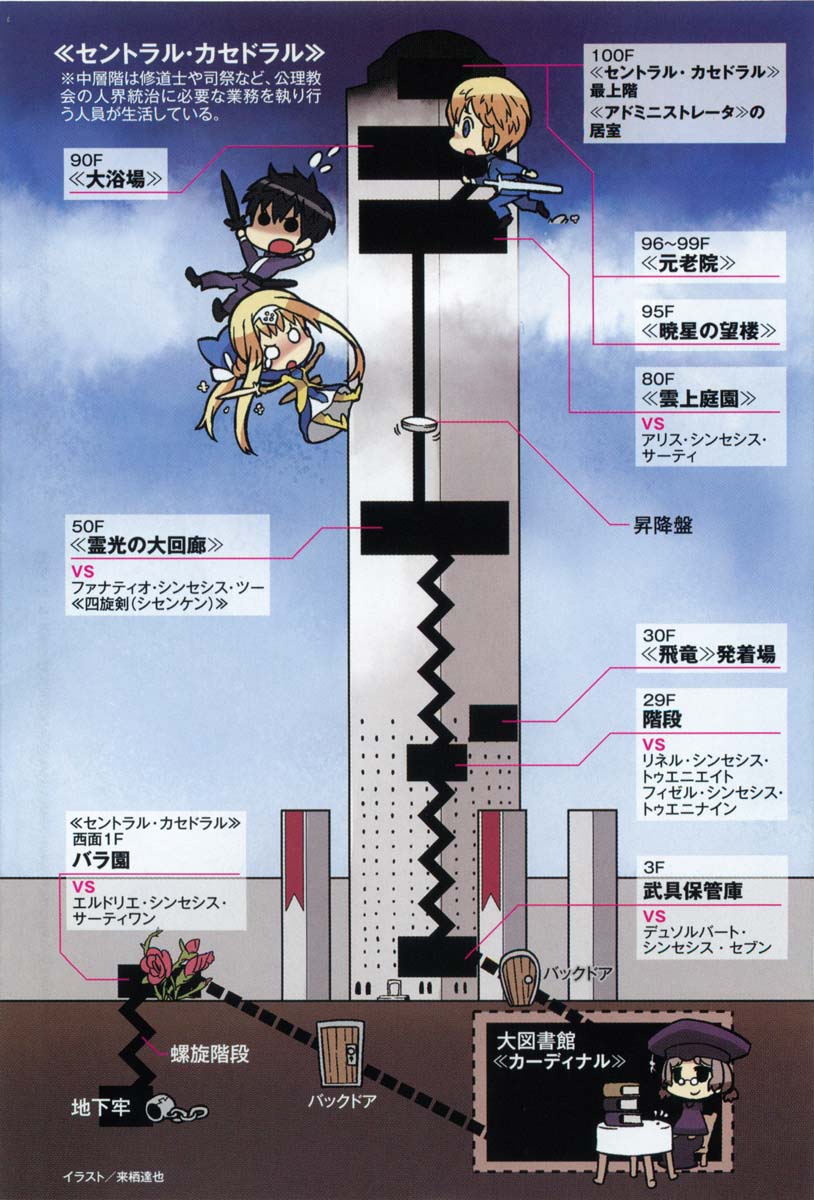 ≪セントラル・カセドラル≫
※中層階は修道士や司祭など、公理教
会の人界統治に必要な業務を執り行
う人員が生活している。
100F
≪セントラル・カセドラル≫
最上階
≪アドミニストレータ≫の
居室
90F
≪大浴場≫
96~99F
≪元老院≫
95F
≪暁星の望楼≫
80F
≪雲上庭園≫
VS
アリス・シンセシス・
サーティ
昇降盤
50F
≪霊光の大回廊≫
VS
ファナティオ・シンセシス・ツー
≪四旋剣(シセンケン)≫
30F
≪飛竜≫発着場
29F
階段
VS
リネル・シンセシス・
トゥエニエイト
フィゼル・シンセシス・
トゥエニナイン
≪セントラル・カセドラル≫
西面1F
バラ園
VS
エルドリエ・シンセシス・
サーティワン
3F
武具保管庫
VS
デュソルバート・
シンセシス・セブン
バックドア
螺旋階段
地下牢
バックドア
大図書館
≪カーディナル≫
イラスト/来栖達也